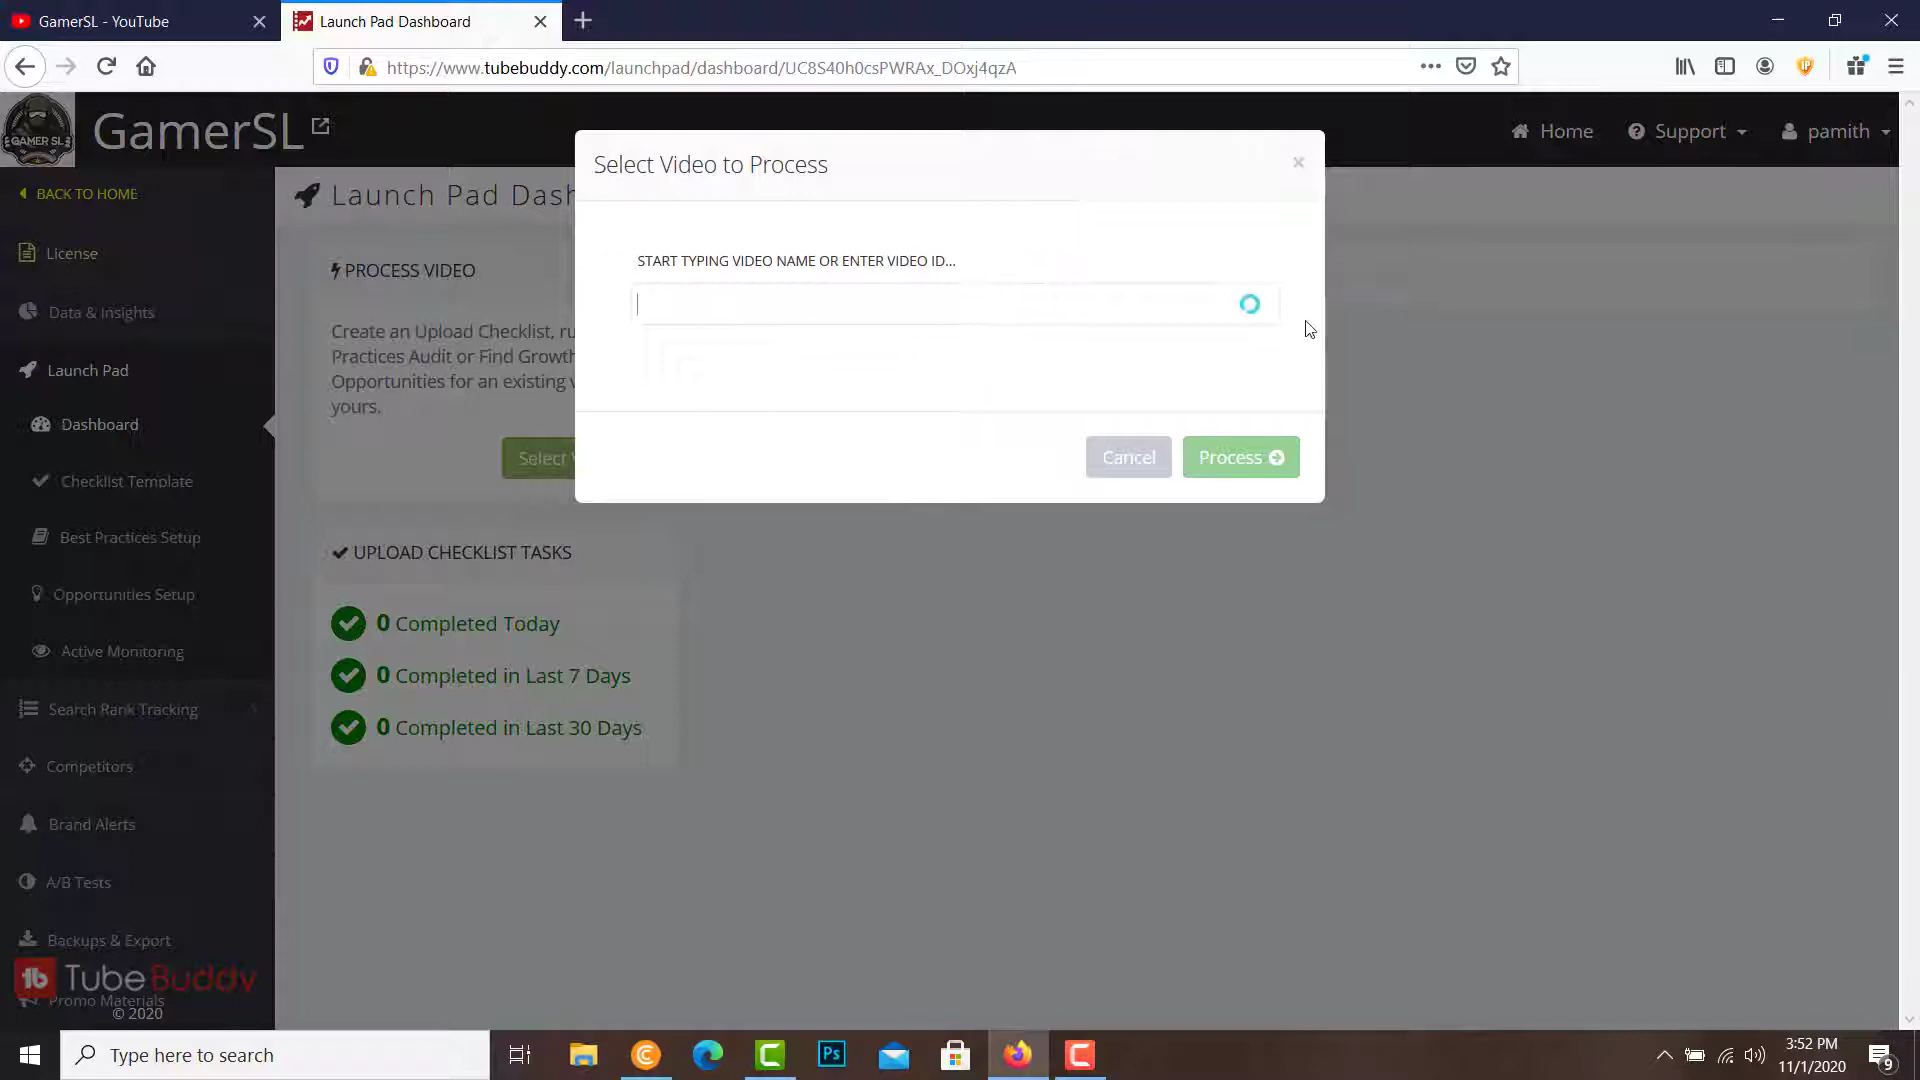 GamerSL - YouTube
Launch Pad Dashboard
https://www.tubebuddy.com/launchpad/dashboard/UC8S40h0csPWRAx_DOxj4qzA
GAMER SL
GamerSL
Home
Support
pamith
BACK TO HOME
License
Data & Insights
Launch Pad
Dashboard
Checklist Template
Best Practices Setup
Opportunities Setup
Active Monitoring
Search Rank Tracking
Competitors
Brand Alerts
A/B Tests
Backups & Export
TubeBuddy
Promo Materials
© 2020
Launch Pad Dash
PROCESS VIDEO
Create an Upload Checklist, ru
Practices Audit or Find Growth
Opportunities for an existing v
yours.
Select V
UPLOAD CHECKLIST TASKS
0 Completed Today
0 Completed in Last 7 Days
0 Completed in Last 30 Days
Select Video to Process
START TYPING VIDEO NAME OR ENTER VIDEO ID...
Cancel
Process
Type here to search
Ps
3:52 PM
11/1/2020
9